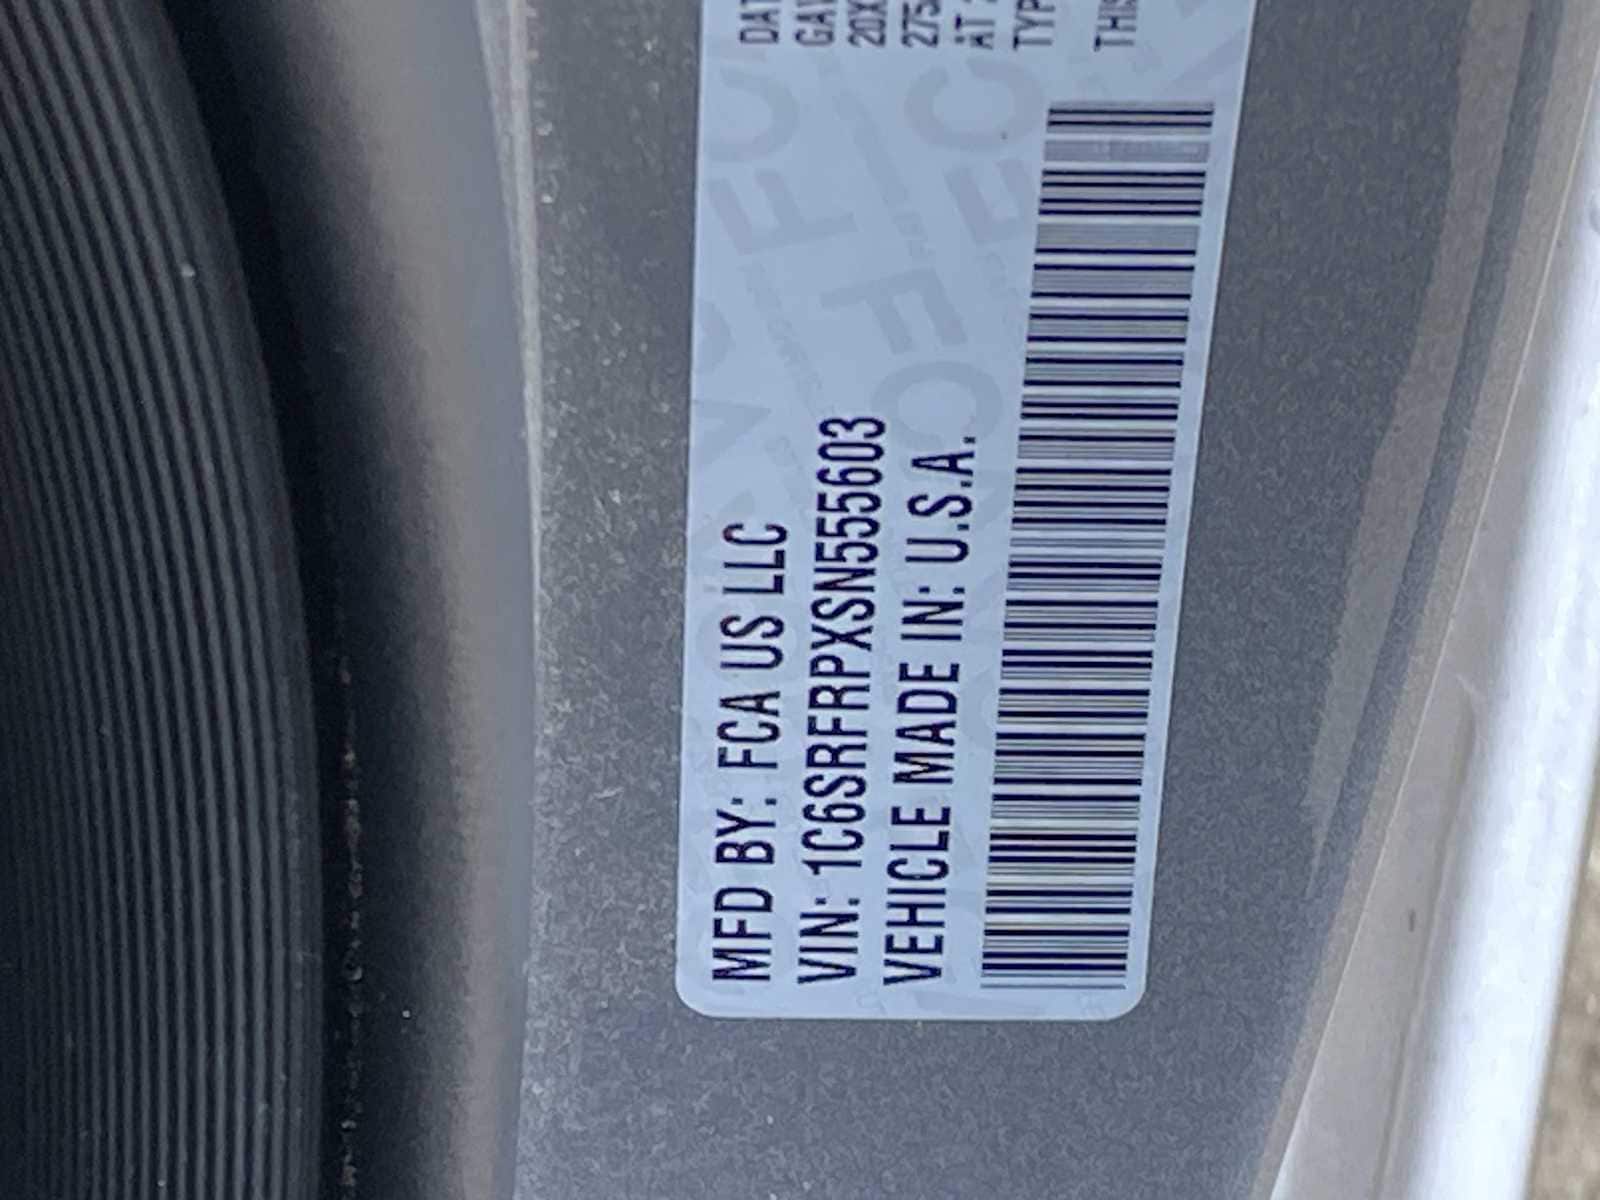 MFD BY: FCA US LLC
VIN: 1C6SRFRPXSN555603
VEHICLE MADE IN: U.S.A.